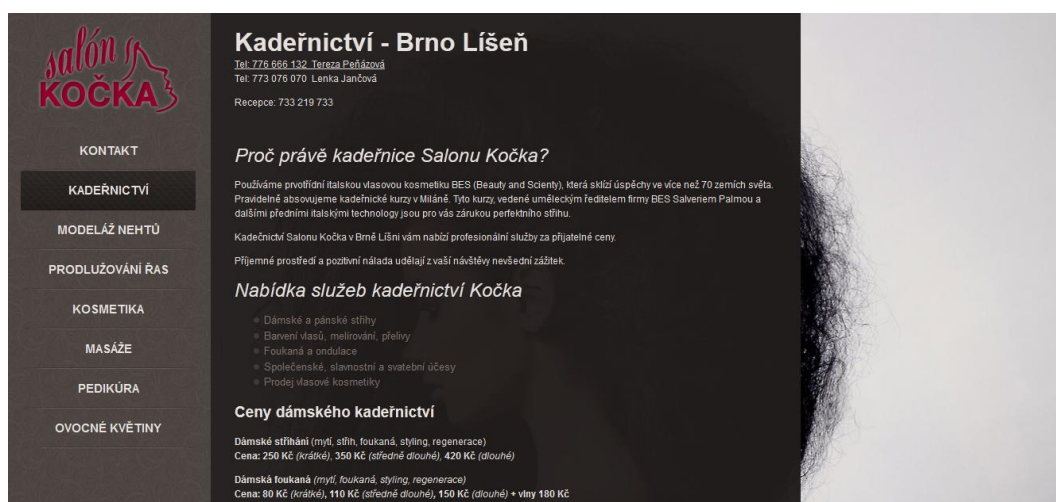 salón
KOČKA
KONTAKT
KADEŘNICTVÍ
MODELÁŽ NEHTŮ
PRODLUŽOVÁNÍ ŘAS
KOSMETIKA
MASÁŽE
PEDIKÚRA
OVOCNÉ KVĚTINY
Kadeřnictví - Brno Líšeň
Tel: 776 666 132 Tereza Peňázová
Tel: 773 076 070 Lenka Jančová
Recepce: 733 219 733
Proč právě kadeřnice Salonu Kočka?
Používáme prvotřídní italskou vlasovou kosmetiku BES (Beauty and Scienty), která sklízí úspěchy ve více než 70 zemích světa.
Pravidelně absovujeme kadeřnické kurzy v Miláně. Tyto kurzy, vedené uměleckým ředitelem firmy BES Salveriem Palmou a
dalšími předními italskými technology jsou pro vás zárukou perfektního střihu.
Kadečnictví Salonu Kočka v Brně Líšni vám nabízí profesionální služby za přijatelné ceny.
Příjemné prostředí a pozitivní nálada udělají z vaší návštěvy nevšední zážitek.
Nabídka služeb kadeřnictví Kočka
Dámské a pánské střihy
Barvení vlasů, melírování, přelivy
Foukaná a ondulace
Společenské, slavnostní a svatební účesy
Prodej vlasové kosmetiky
Ceny dámského kadeřnictví
Dámské stříhání (mytí, střih, foukaná, styling, regenerace)
Cena: 250 Kč (krátké), 350 Kč (středně dlouhé), 420 Kč (dlouhé)
Dámská foukaná (mytí, foukaná, styling, regenerace)
Cena: 80 Kč (krátké), 110 Kč (středně dlouhé), 150 Kč (dlouhé) + vlny 180 Kč